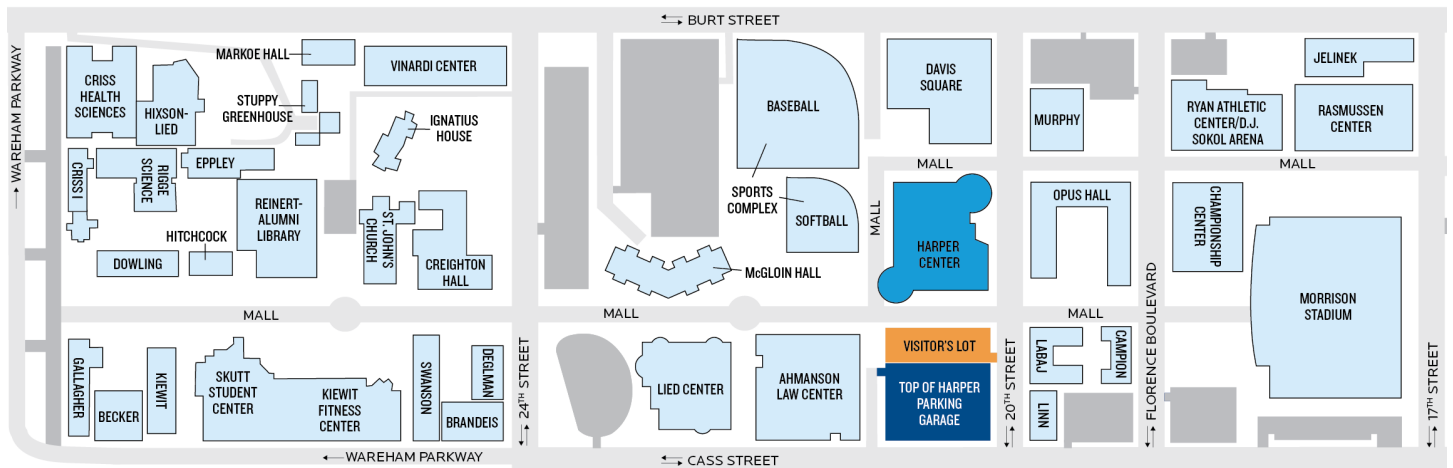 BURT STREET
WAREHAM PARKWAY
CRISS
HEALTH
SCIENCES
HIXSON-
LIED
MARKOE HALL
STUPPY
GREENHOUSE
VINARDI CENTER
IGNATIUS
HOUSE
BASEBALL
DAVIS
SQUARE
MURPHY
RYAN ATHLETIC
CENTER/D.J.
SOKOL ARENA
JELINEK
RASMUSSEN
CENTER
CRISS I
RIGGE
SCIENCE
EPPLEY
REINERT-
ALUMNI
LIBRARY
HITCHCOCK
DOWLING
ST. JOHN'S
CHURCH
CREIGHTON
HALL
SPORTS
COMPLEX
SOFTBALL
McGLOIN HALL
MALL
MALL
MALL
HARPER
CENTER
OPUS HALL
CHAMPIONSHIP
CENTER
MORRISON
STADIUM
MALL
MALL
MALL
GALLAGHER
BECKER
KIEWIT
SKUTT
STUDENT
CENTER
KIEWIT
FITNESS
CENTER
SWANSON
DEGLMAN
BRANDEIS
24TH STREET
LIED CENTER
AHMANSON
LAW CENTER
VISITOR'S LOT
TOP OF HARPER
PARKING
GARAGE
20TH STREET
LABAJ
CAMPION
LINN
FLORENCE BOULEVARD
17TH STREET
WAREHAM PARKWAY
CASS STREET